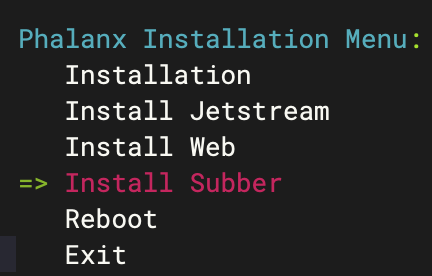 Phalanx Installation Menu:
Installation
Install Jetstream
Install Web
=> Install Subber
Reboot
Exit